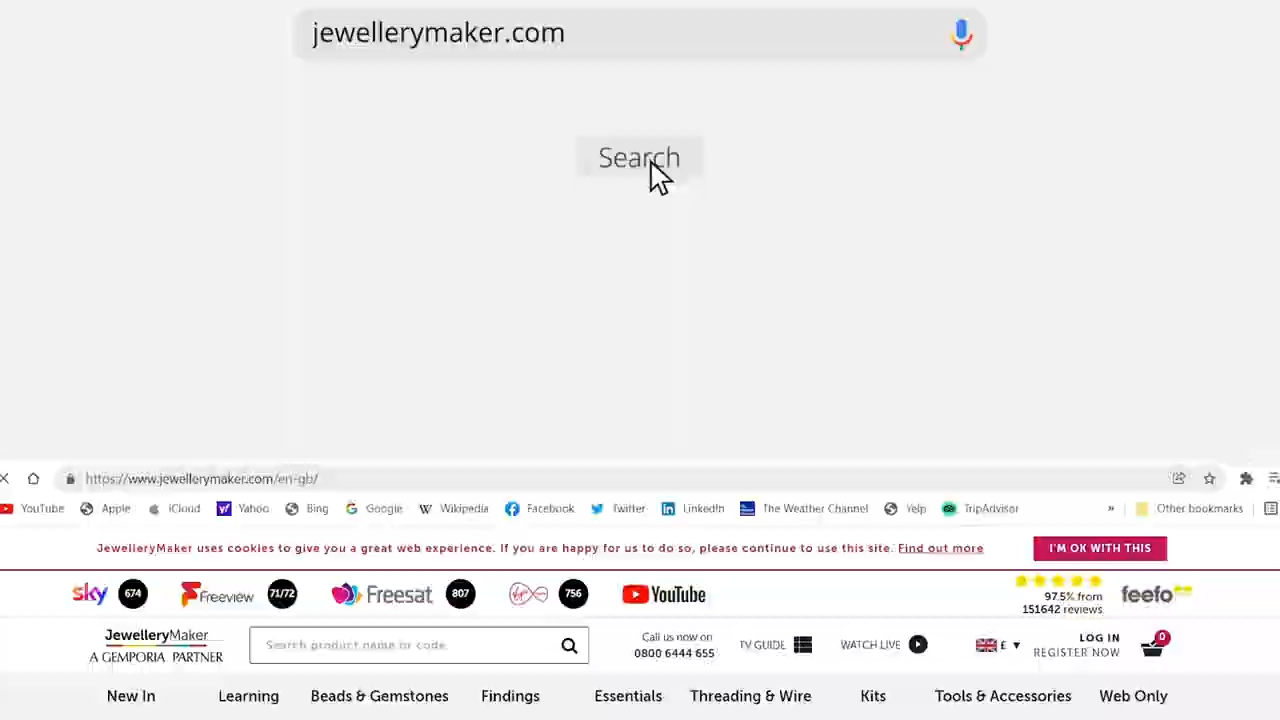 jewellerymaker.com
Search
https://www.jewellerymaker.com/en-gb/
YouTube Apple iCloud Yahoo Bing Google Wikipedia Facebook Twitter LinkedIn The Weather Channel Yelp TripAdvisor » Other bookmarks
JewelleryMaker uses cookies to give you a great web experience. If you are happy for us to do so, please continue to use this site. Find out more I'M OK WITH THIS
sky 674 Freeview 71/72 Freesat 807 756 YouTube feefo
97.5% from
151642 reviews
JewelleryMaker
A GEMPORIA PARTNER
Search product name or code
Call us now on
0800 6444 655
TV GUIDE WATCH LIVE £ LOG IN 0
REGISTER NOW
New In Learning Beads & Gemstones Findings Essentials Threading & Wire Kits Tools & Accessories Web Only